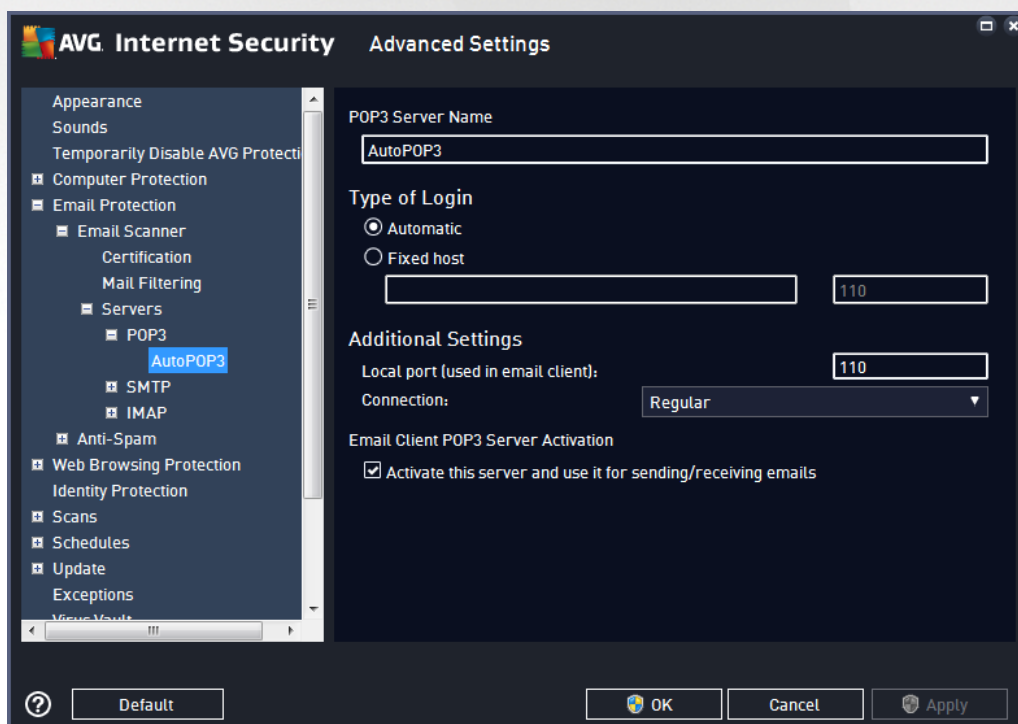 AVG. Internet Security Advanced Settings
Appearance
Sounds
Temporarily Disable AVG Protecti
Computer Protection
Email Protection
Email Scanner
Certification
Mail Filtering
Servers
POP3
AutoPOP3
SMTP
IMAP
Anti-Spam
Web Browsing Protection
Identity Protection
Scans
Schedules
Update
Exceptions
Virus Vault
POP3 Server Name
AutoPOP3
Type of Login
Automatic
Fixed host
110
Additional Settings
Local port (used in email client): 110
Connection: Regular
Email Client POP3 Server Activation
Activate this server and use it for sending/receiving emails
? Default OK Cancel Apply